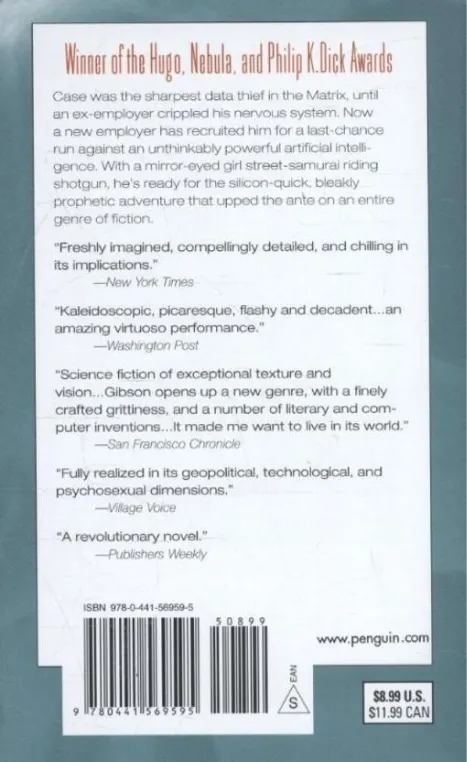 Winner of the Hugo, Nebula, and Philip K. Dick Awards
Case was the sharpest data thief in the Matrix, until
an ex-employer crippled his nervous system. Now
a new employer has recruited him for a last-chance
run against an unthinkably powerful artificial intelli-
gence. With a mirror-eyed girl street-samurai riding
shotgun, he's ready for the silicon-quick, bleakly
prophetic adventure that upped the ante on an entire
genre of fiction.
"Freshly imagined, compellingly detailed, and chilling in
its implications."
—New York Times
"Kaleidoscopic, picaresque, flashy and decadent...an
amazing virtuoso performance."
—Washington Post
"Science fiction of exceptional texture and
vision...Gibson opens up a new genre, with a finely
crafted grittiness, and a number of literary and com-
puter inventions...It made me want to live in its world."
—San Francisco Chronicle
"Fully realized in its geopolitical, technological, and
psychosexual dimensions."
—Village Voice
"A revolutionary novel."
—Publishers Weekly
ISBN 978-0-441-56959-5
50899
9 780441 569595
EAN
S
www.penguin.com
$8.99 U.S.
$11.99 CAN